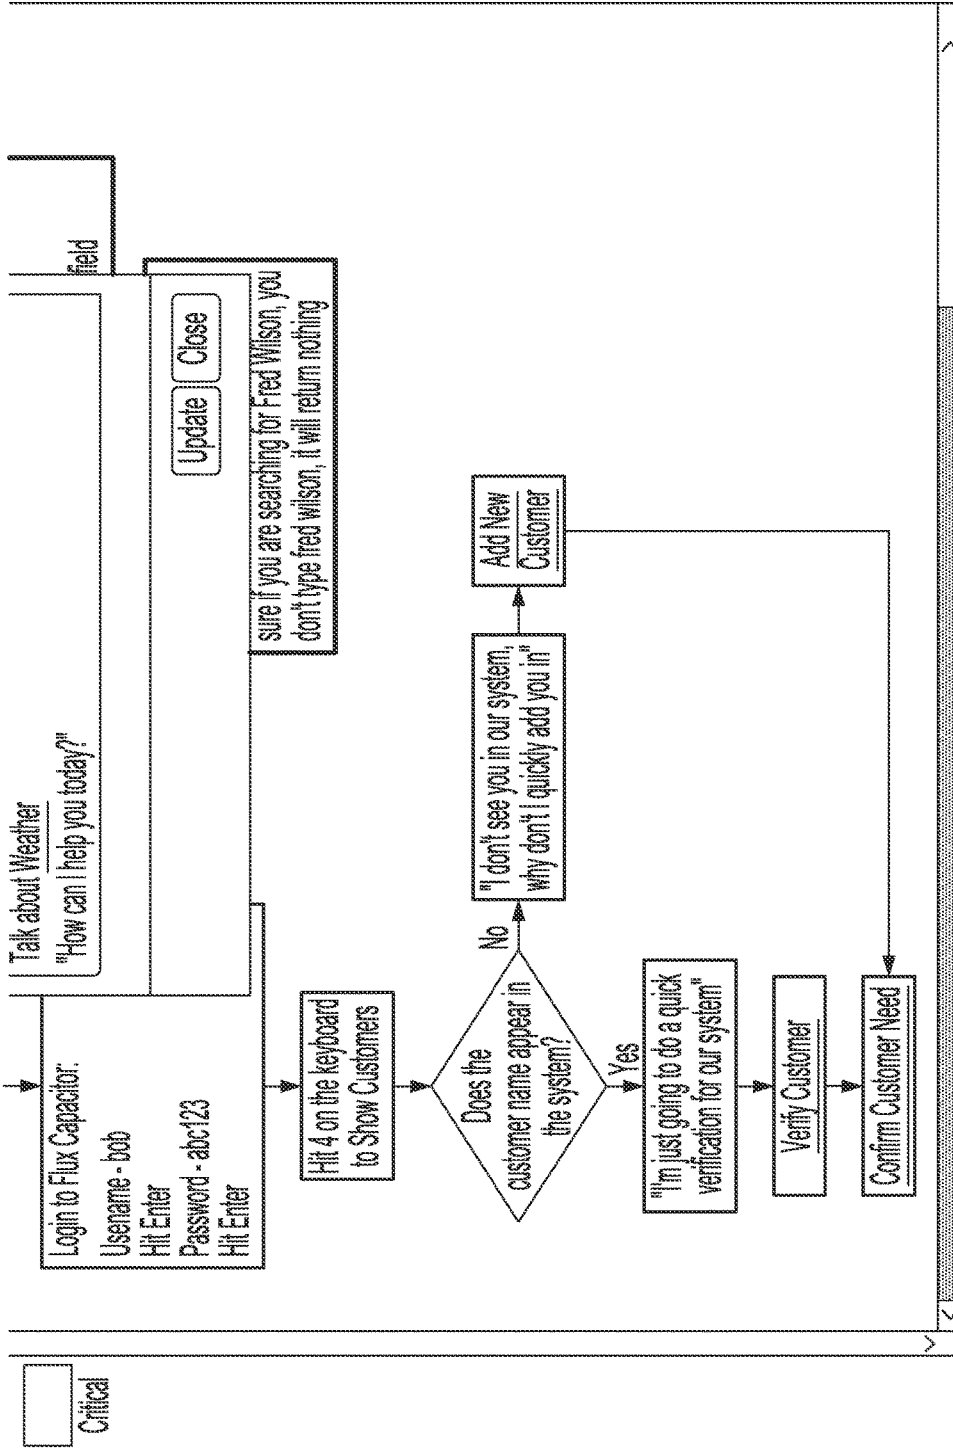 Critical
Talk about Weather
"How can I help you today?"
field
Update
Close
sure if you are searching for Fred Wilson, you
don't type fred wilson, it will return nothing
Login to Flux Capacitor:
Usename - bob
Hit Enter
Password - abc123
Hit Enter
Hit 4 on the keyboard
to Show Customers
Does the
customer name appear in
the system?
No
"I don't see you in our system,
why don't I quickly add you in"
Add New
Customer
Yes
"I'm just going to do a quick
verification for our system"
Verify Customer
Confirm Customer Need